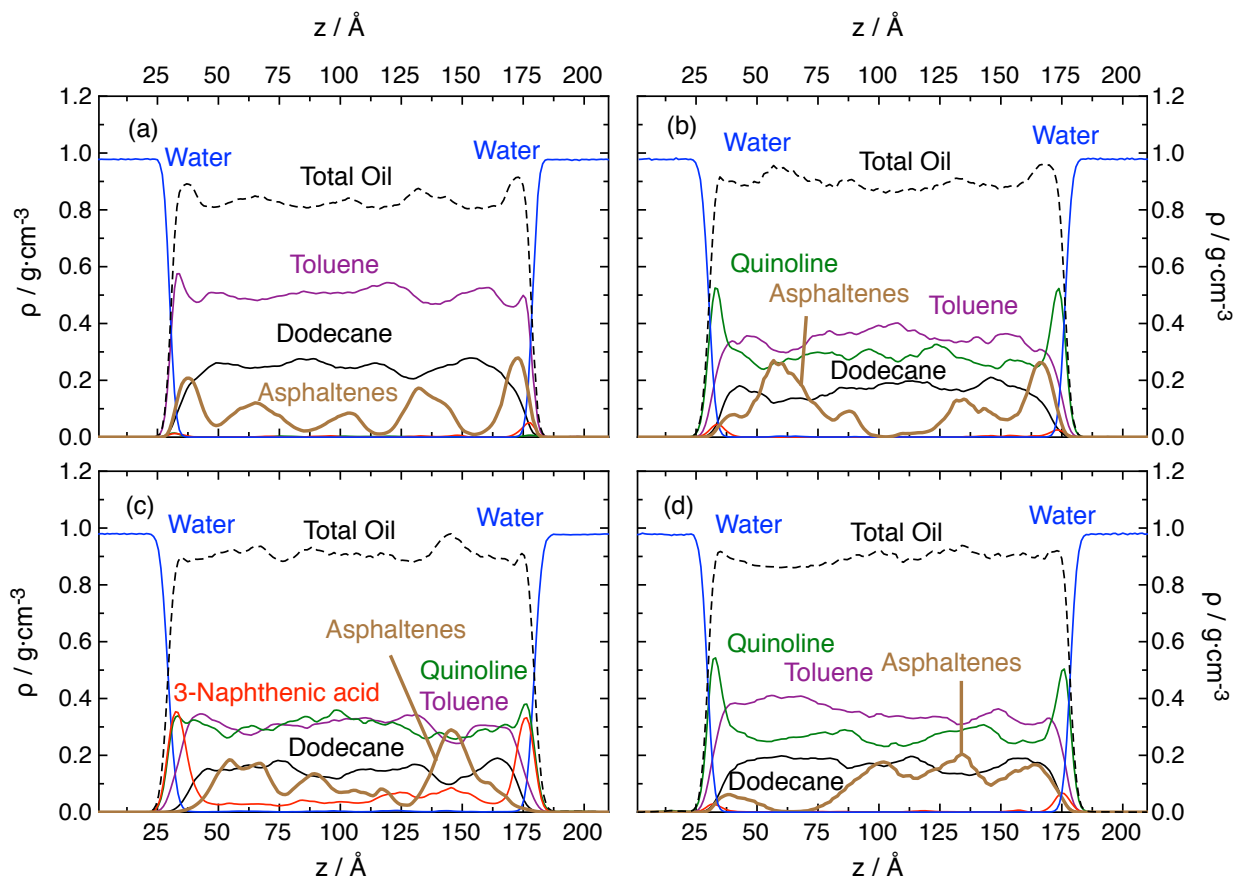 z / Å
z / Å
25 50 75 100 125 150 175 200
25 50 75 100 125 150 175 200
1.2
1.0
0.8
0.6
0.4
0.2
0.0
ρ / g·cm-3
(a)
Water
Water
Total Oil
Toluene
Dodecane
Asphaltenes
(b)
Water
Water
Total Oil
Quinoline
Asphaltenes
Toluene
Dodecane
1.2
1.0
0.8
0.6
0.4
0.2
0.0
ρ / g·cm-3
1.2
1.0
0.8
0.6
0.4
0.2
0.0
ρ / g·cm-3
(c)
Water
Water
Total Oil
Asphaltenes
Quinoline
3-Naphthenic acid
Toluene
Dodecane
(d)
Water
Water
Total Oil
Quinoline
Toluene
Asphaltenes
Dodecane
1.2
1.0
0.8
0.6
0.4
0.2
0.0
ρ / g·cm-3
25 50 75 100 125 150 175 200
25 50 75 100 125 150 175 200
z / Å
z / Å